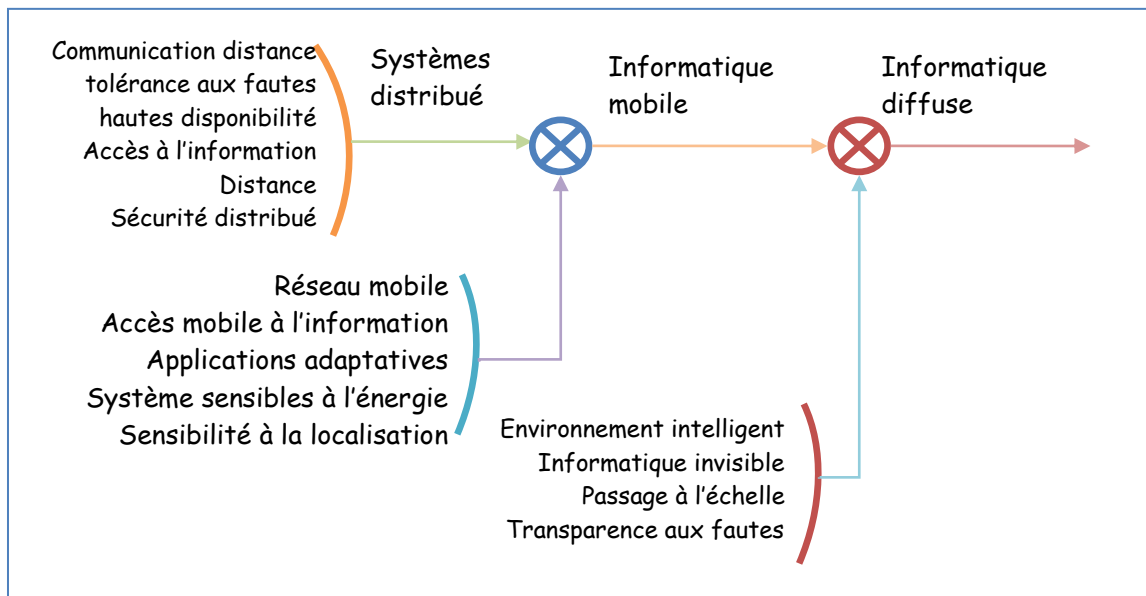 Communication distance
tolérance aux fautes
hautes disponibilité
Accès à l'information
Distance
Sécurité distribué
Systèmes
distribué
Informatique
mobile
Informatique
diffuse
Réseau mobile
Accès mobile à l'information
Applications adaptatives
Système sensibles à l'énergie
Sensibilité à la localisation
Environnement intelligent
Informatique invisible
Passage à l'échelle
Transparence aux fautes